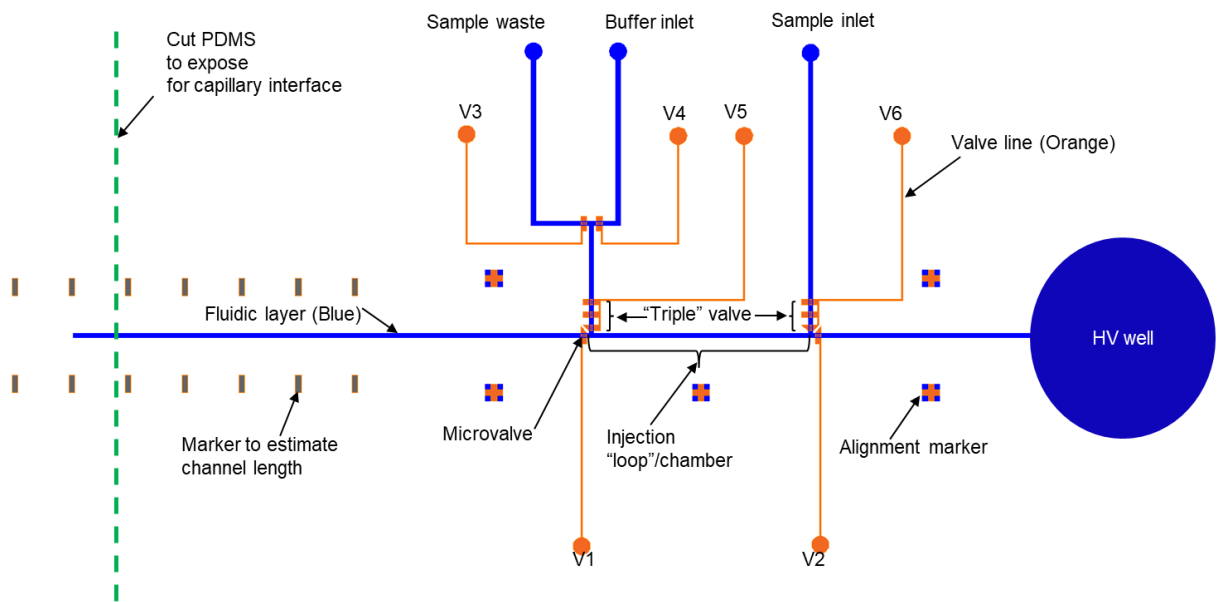 Sample waste
Buffer inlet
Sample inlet
Cut PDMS
to expose
for capillary interface
V3
V4
V5
V6
Valve line (Orange)
Fluidic layer (Blue)
“Triple” valve
HV well
Marker to estimate
channel length
Microvalve
Injection
“loop”/chamber
Alignment marker
V1
V2